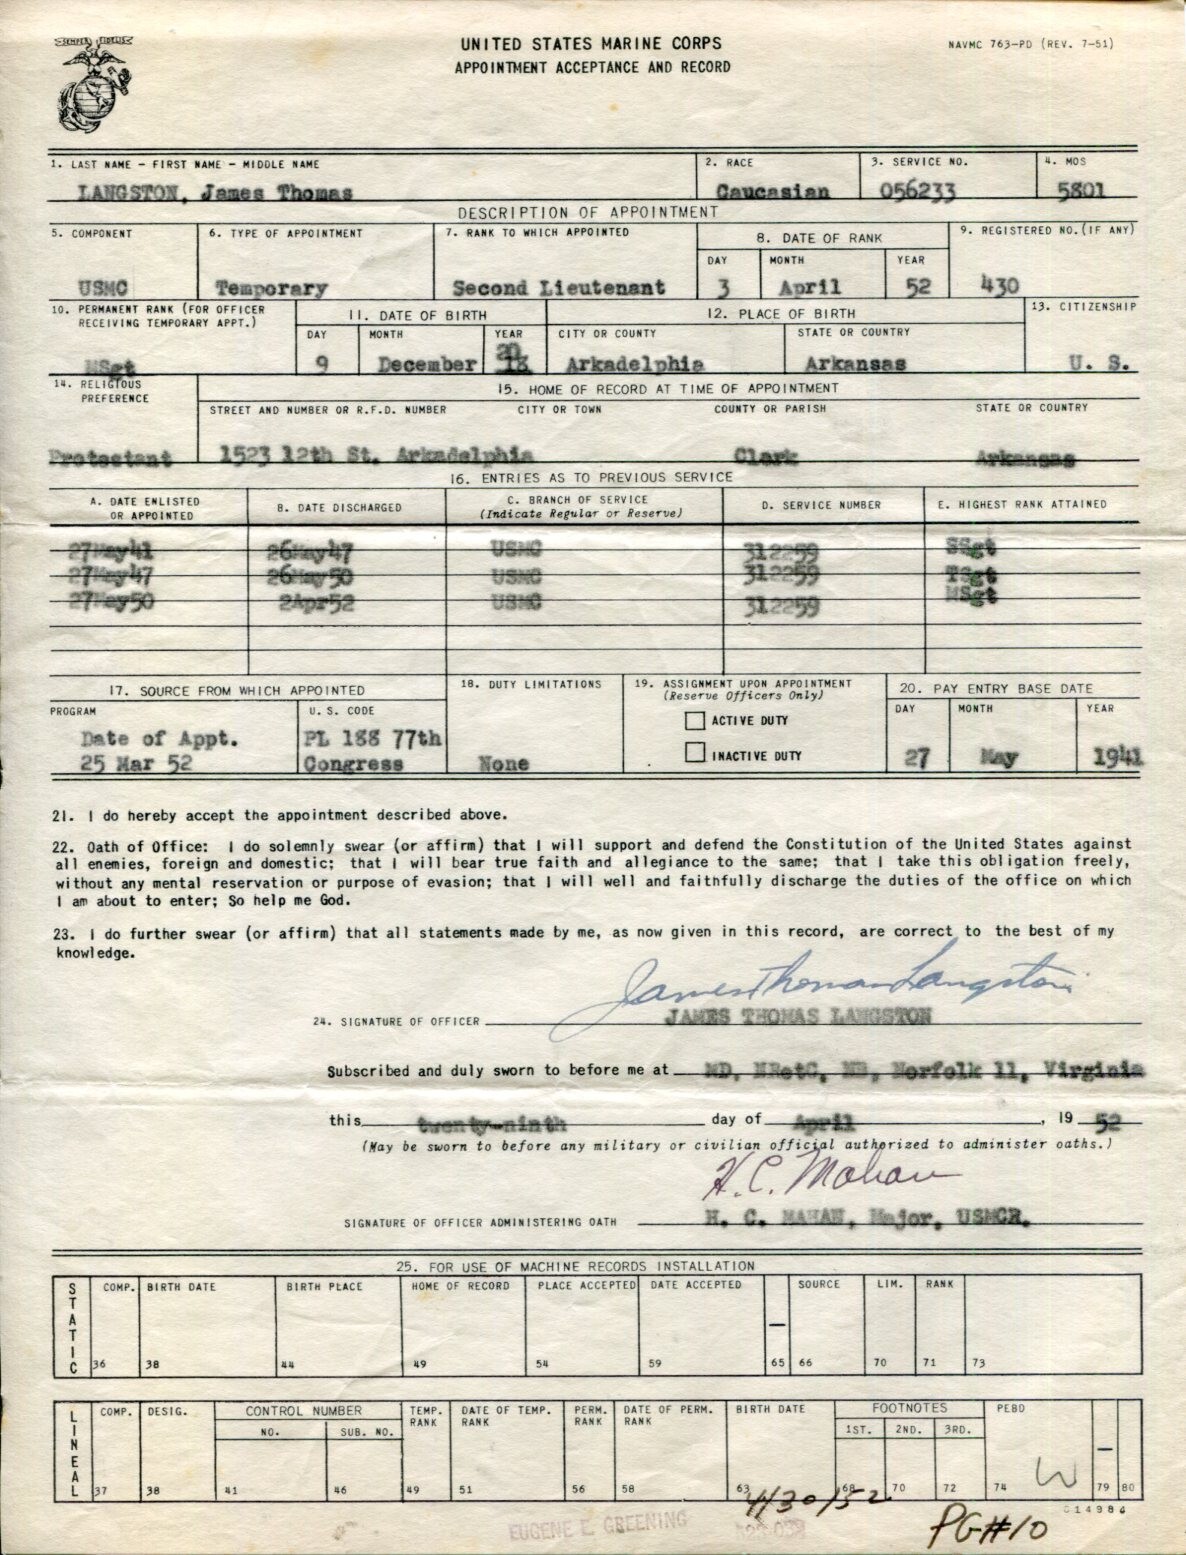 SEMPER FIDELIS
UNITED STATES MARINE CORPS
APPOINTMENT ACCEPTANCE AND RECORD
NAVMC 763-PD (REV. 7-51)
1. LAST NAME - FIRST NAME - MIDDLE NAME
2. RACE
3. SERVICE NO.
4. MOS
LANGSTON, James Thomas
Caucasian
056233
5801
DESCRIPTION OF APPOINTMENT
5. COMPONENT
6. TYPE OF APPOINTMENT
7. RANK TO WHICH APPOINTED
8. DATE OF RANK
9. REGISTERED NO.(IF ANY)
DAY
MONTH
YEAR
USMC
Temporary
Second Lieutenant
3
April
52
430
10. PERMANENT RANK (FOR OFFICER
RECEIVING TEMPORARY APPT.)
11. DATE OF BIRTH
12. PLACE OF BIRTH
13. CITIZENSHIP
DAY
MONTH
YEAR
CITY OR COUNTY
STATE OR COUNTRY
MSgt
9
December
20
18
Arkadelphia
Arkansas
U. S.
14. RELIGIOUS
PREFERENCE
15. HOME OF RECORD AT TIME OF APPOINTMENT
STREET AND NUMBER OR R.F.D. NUMBER
CITY OR TOWN
COUNTY OR PARISH
STATE OR COUNTRY
Protestant
1523 12th St. Arkadelphia
Clark
Arkansas
16. ENTRIES AS TO PREVIOUS SERVICE
A. DATE ENLISTED
OR APPOINTED
B. DATE DISCHARGED
C. BRANCH OF SERVICE
(Indicate Regular or Reserve)
D. SERVICE NUMBER
E. HIGHEST RANK ATTAINED
27May41 26May47 USMC 312259 SSgt
27May47 26May50 USMC 312259 TSgt
27May50 2Apr52 USMC 312259 MSgt
17. SOURCE FROM WHICH APPOINTED
18. DUTY LIMITATIONS
19. ASSIGNMENT UPON APPOINTMENT
(Reserve Officers Only)
20. PAY ENTRY BASE DATE
PROGRAM
U. S. CODE
ACTIVE DUTY
INACTIVE DUTY
DAY
MONTH
YEAR
Date of Appt.
25 Mar 52
PL 188 77th
Congress
None
27
May
1941
21. I do hereby accept the appointment described above.
22. Oath of Office: I do solemnly swear (or affirm) that I will support and defend the Constitution of the United States against
all enemies, foreign and domestic; that I will bear true faith and allegiance to the same; that I take this obligation freely,
without any mental reservation or purpose of evasion; that I will well and faithfully discharge the duties of the office on which
I am about to enter; So help me God.
23. I do further swear (or affirm) that all statements made by me, as now given in this record, are correct to the best of my
knowledge.
James Thomas Langston
24. SIGNATURE OF OFFICER JAMES THOMAS LANGSTON
Subscribed and duly sworn to before me at MD, NRetC, NB, Norfolk 11, Virginia
this twenty-ninth day of April, 19 52
(May be sworn to before any military or civilian official authorized to administer oaths.)
H. C. Mahan
SIGNATURE OF OFFICER ADMINISTERING OATH H. C. MAHAN, Major, USMCR.
25. FOR USE OF MACHINE RECORDS INSTALLATION
STATIC
COMP. BIRTH DATE BIRTH PLACE HOME OF RECORD PLACE ACCEPTED DATE ACCEPTED — SOURCE LIM. RANK
36 38 44 49 54 59 65 66 70 71 73
LINEAL
COMP. DESIG. CONTROL NUMBER TEMP. RANK DATE OF TEMP. RANK PERM. RANK DATE OF PERM. RANK BIRTH DATE FOOTNOTES PEBD —
NO. SUB. NO. 1ST. 2ND. 3RD.
W
37 38 41 46 49 51 56 58 63 68 70 72 74 79 80
4/30/52
EUGENE E. GREENING
PG#10